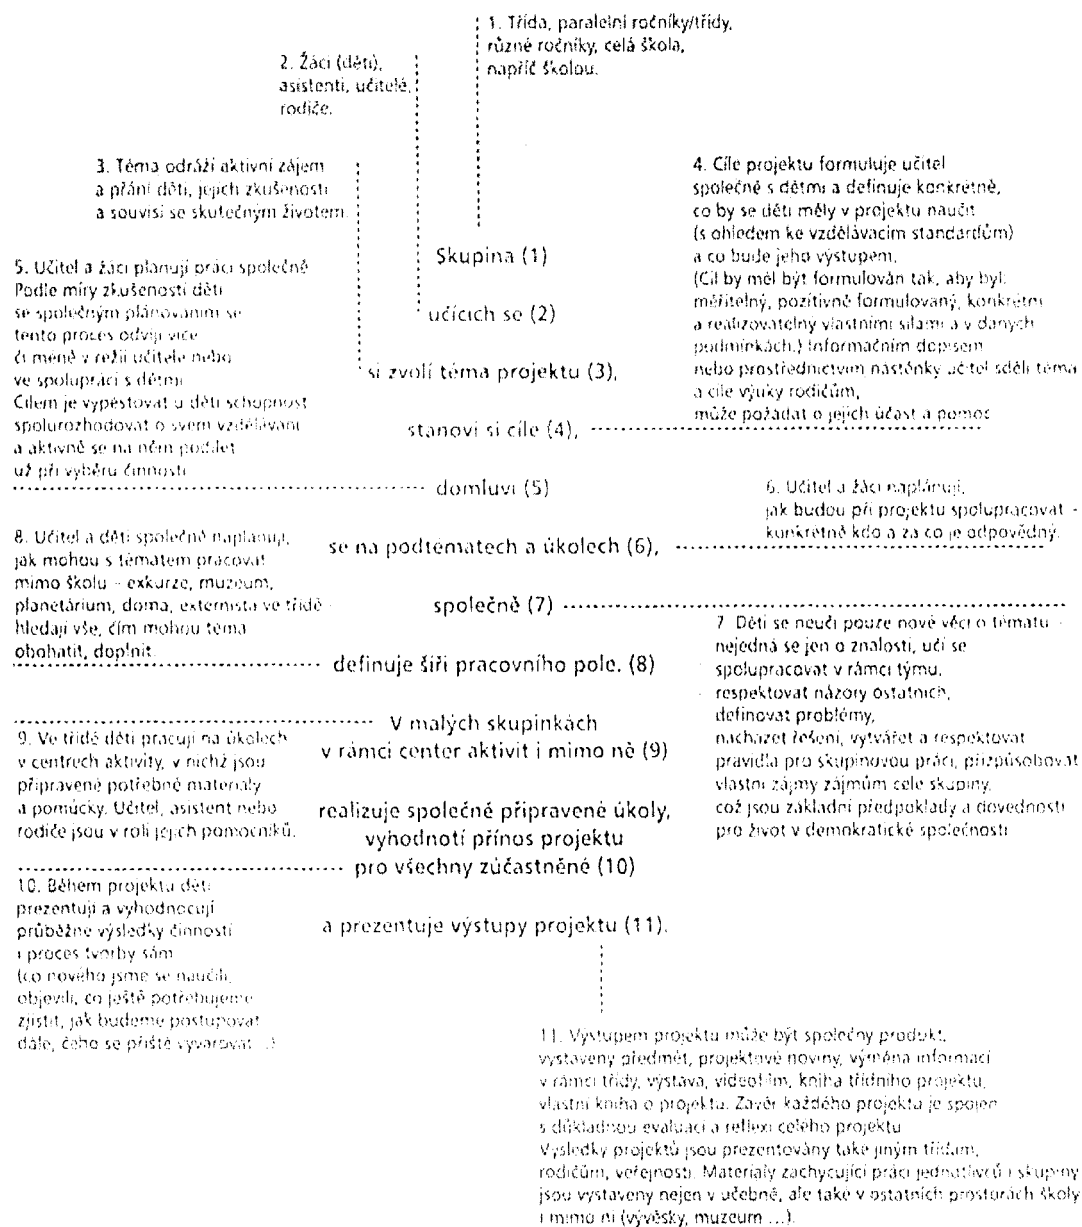 1. Třída, paralelní ročníky/třídy,
různé ročníky, celá škola,
napříč školou.
2. Žáci (děti),
asistenti, učitelé,
rodiče.
3. Téma odráží aktivní zájem
a přání dětí, jejich zkušenosti
a souvisí se skutečným životem.
4. Cíle projektu formuluje učitel
společně s dětmi a definuje konkrétně,
co by se děti měly v projektu naučit
(s ohledem ke vzdělávacím standardům)
a co bude jeho výstupem.
(Cíl by měl být formulován tak, aby byl:
měřitelný, pozitivně formulovaný, konkrétní
a realizovatelný vlastními silami a v daných
podmínkách.) Informačním dopisem
nebo prostřednictvím nástěnky učitel sdělí téma
a cíle výuky rodičům,
může požádat o jejich účast a pomoc
5. Učitel a žáci plánují práci společně
Podle míry zkušeností dětí
se společným plánováním se
tento proces odvíjí více
či méně v režii učitele nebo
ve spolupráci s dětmi
Cílem je vypěstovat u dětí schopnost
spolurozhodovat o svém vzdělávání
a aktivně se na něm podílet
už při výběru činností
Skupina (1)
učících se (2)
si zvolí téma projektu (3),
stanoví si cíle (4),
domluví (5)
6. Učitel a žáci naplánují,
jak budou při projektu spolupracovat -
konkrétně kdo a za co je odpovědný.
se na podtématech a úkolech (6),
8. Učitel a děti společně naplánují,
jak mohou s tématem pracovat
mimo školu - exkurze, muzeum,
planetárium, doma, externista ve třídě -
hledají vše, čím mohou téma
obohatit, doplnit.
společně (7)
7 Děti se neučí pouze nové věci o tématu -
nejedná se jen o znalosti, učí se
spolupracovat v rámci týmu,
respektovat názory ostatních,
definovat problémy,
nacházet řešení, vytvářet a respektovat
pravidla pro skupinovou práci, přizpůsobovat
vlastní zájmy zájmům celé skupiny,
což jsou základní předpoklady a dovednosti
pro život v demokratické společnosti
definuje šíři pracovního pole. (8)
V malých skupinkách
v rámci center aktivit i mimo ně (9)
9. Ve třídě děti pracují na úkolech
v centrech aktivity, v nichž jsou
připravené potřebné materiály
a pomůcky. Učitel, asistent nebo
rodiče jsou v roli jejich pomocníků.
realizuje společně připravené úkoly,
vyhodnotí přínos projektu
pro všechny zúčastněné (10)
10. Během projektu děti
prezentují a vyhodnocují
průběžné výsledky činností
i proces tvorby sám
(co nového jsme se naučili,
objevili, co ještě potřebujeme
zjistit, jak budeme postupovat
dále, čeho se příště vyvarovat ...)
a prezentuje výstupy projektu (11).
11. Výstupem projektu může být společný produkt,
vystavený předmět, projektové noviny, výměna informací
v rámci třídy, výstava, videofilm, kniha třídního projektu,
vlastní kniha o projektu. Závěr každého projektu je spojen
s důkladnou evaluací a reflexí celého projektu
Výsledky projektů jsou prezentovány také jiným třídám,
rodičům, veřejnosti. Materiály zachycující práci jednotlivců i skupiny
jsou vystaveny nejen v učebně, ale také v ostatních prostorách školy
i mimo ni (vývěsky, muzeum ...).